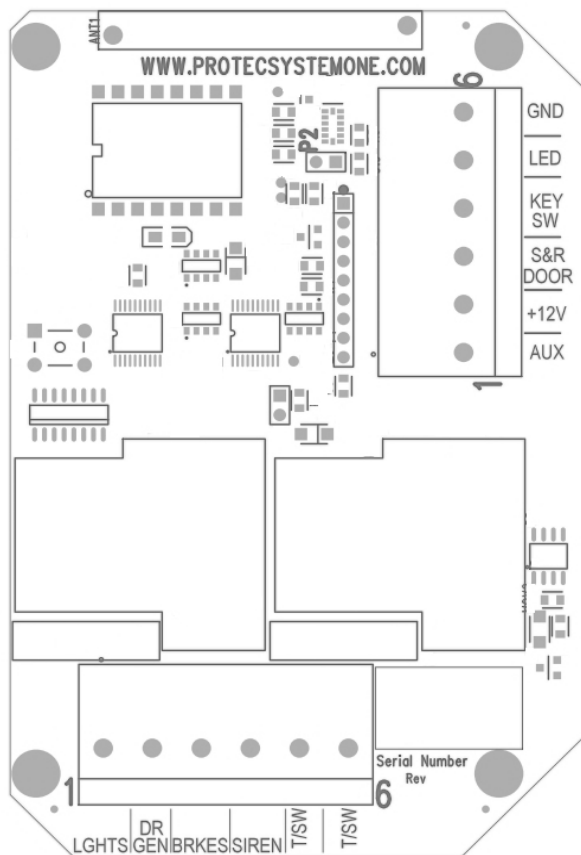 ANT1
WWW.PROTECSYSTEMONE.COM
6
GND
P2
LED
KEY
SW
S&R
DOOR
+12V
AUX
1
Serial Number
Rev
1
6
LGHTS
DR
GEN
BRKES
SIREN
T/SW
T/SW